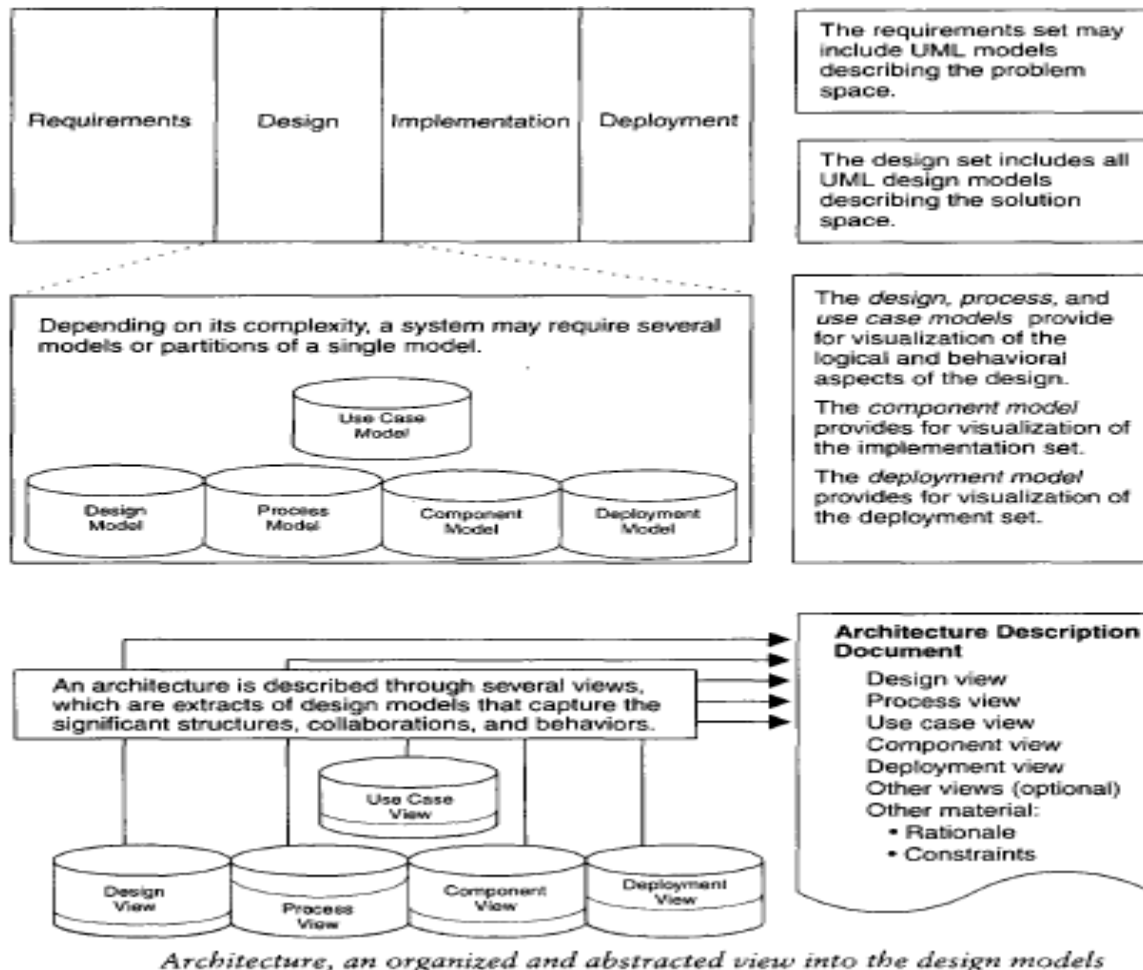 Requirements
Design
Implementation
Deployment
The requirements set may
include UML models
describing the problem
space.
The design set includes all
UML design models
describing the solution
space.
Depending on its complexity, a system may require several
models or partitions of a single model.
Use Case
Model
Design
Model
Process
Model
Component
Model
Deployment
Model
The design, process, and
use case models provide
for visualization of the
logical and behavioral
aspects of the design.
The component model
provides for visualization of
the implementation set.
The deployment model
provides for visualization of
the deployment set.
An architecture is described through several views,
which are extracts of design models that capture the
significant structures, collaborations, and behaviors.
Use Case
View
Design
View
Process
View
Component
View
Deployment
View
Architecture Description
Document
Design view
Process view
Use case view
Component view
Deployment view
Other views (optional)
Other material:
• Rationale
• Constraints
Architecture, an organized and abstracted view into the design models